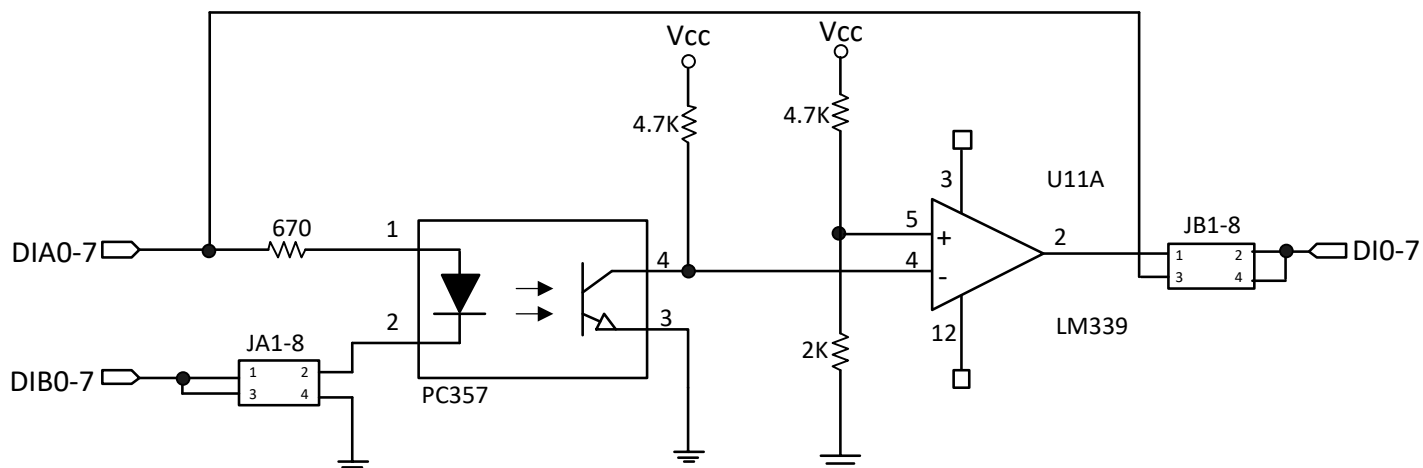 Vcc
Vcc
4.7K
4.7K
3
U11A
670
1
5
+
2
JB1-8
DIA0-7
4
4
-
1 2
3 4
DI0-7
2
3
12
LM339
JA1-8
2K
DIB0-7
1 2
3 4
PC357